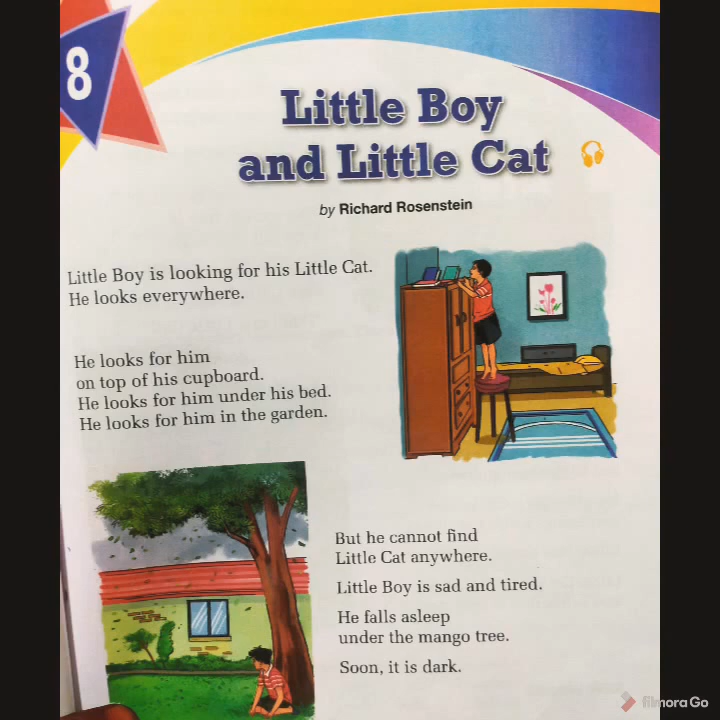 8
Little Boy
and Little Cat
by Richard Rosenstein
Little Boy is looking for his Little Cat.
He looks everywhere.
He looks for him
on top of his cupboard.
He looks for him under his bed.
He looks for him in the garden.
But he cannot find
Little Cat anywhere.
Little Boy is sad and tired.
He falls asleep
under the mango tree.
Soon, it is dark.
filmora Go